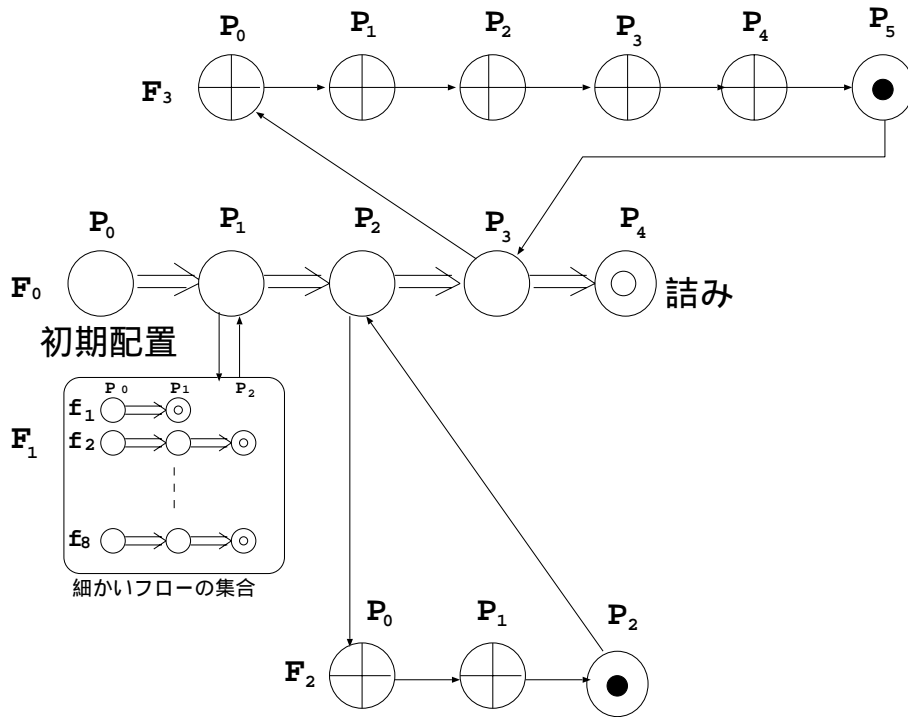 P₀ P₁ P₂ P₃ P₄ P₅
F₃
P₀ P₁ P₂ P₃ P₄
F₀
詰み
初期配置
P₀ P₁ P₂
f₁
F₁
f₂
f₈
細かいフローの集合
P₀ P₁ P₂
F₂